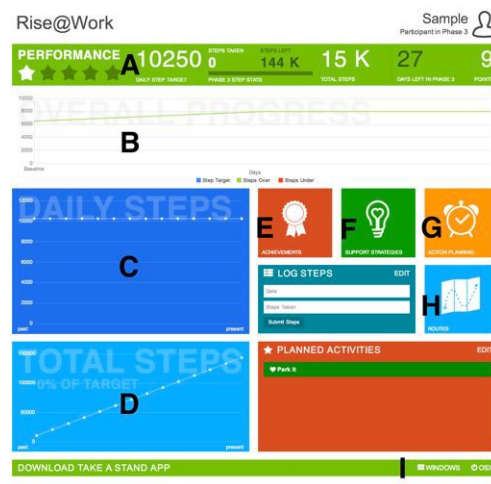 Rise@Work
Sample
Participant in Phase 3
PERFORMANCE
A
10250
DAILY STEP TARGET
STEPS TAKEN
0
STEPS LEFT
144 K
PHASE 3 STEP STATS
15 K
TOTAL STEPS
27
DAYS LEFT IN PHASE 3
9
POINT
OVERALL PROGRESS
10000
8000
6000
4000
2000
0
B
Baseline
Days
Step Target Steps Over Steps Under
DAILY STEPS
12000
10000
8000
6000
4000
2000
0
C
past
present
E
ACHIEVEMENTS
F
SUPPORT STRATEGIES
G
ACTION PLANNING
LOG STEPS
EDIT
Date
Steps Taken
Submit Steps
H
ROUTES
TOTAL STEPS
0% OF TARGET
150000
100000
50000
0
D
past
present
PLANNED ACTIVITIES
EDIT
Park It
DOWNLOAD TAKE A STAND APP
I
WINDOWS
OSX